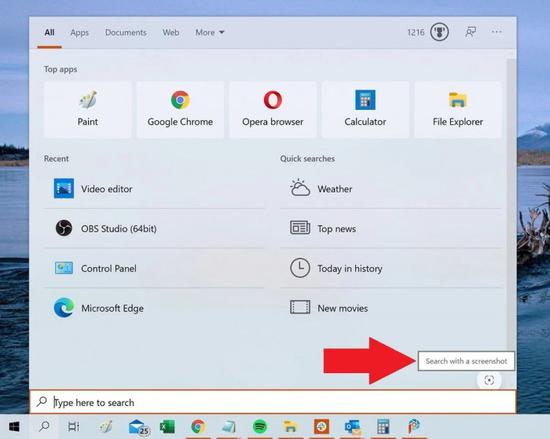 All Apps Documents Web More 1216 ...
Top apps
Paint Google Chrome Opera browser Calculator File Explorer
Recent Quick searches
Video editor Weather
OBS Studio (64bit) Top news
Control Panel Today in history
Microsoft Edge New movies
Search with a screenshot
Type here to search
25